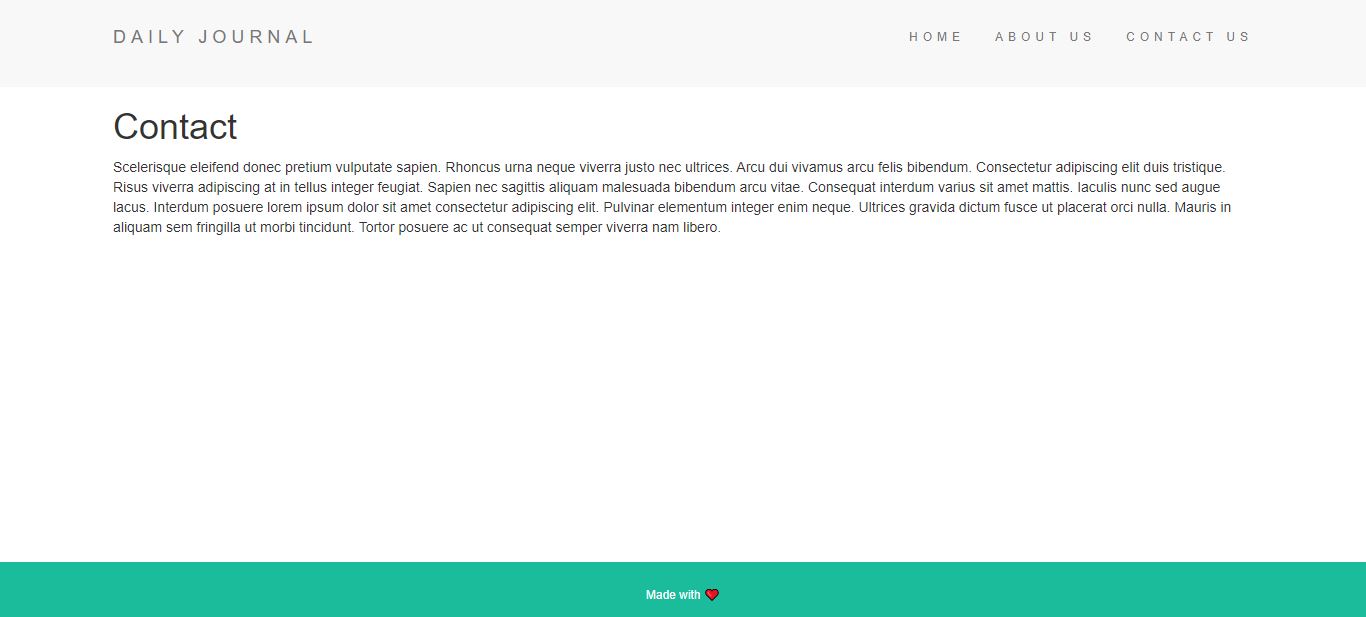 DAILY JOURNAL
HOME ABOUT US CONTACT US
Contact
Scelerisque eleifend donec pretium vulputate sapien. Rhoncus urna neque viverra justo nec ultrices. Arcu dui vivamus arcu felis bibendum. Consectetur adipiscing elit duis tristique.
Risus viverra adipiscing at in tellus integer feugiat. Sapien nec sagittis aliquam malesuada bibendum arcu vitae. Consequat interdum varius sit amet mattis. Iaculis nunc sed augue
lacus. Interdum posuere lorem ipsum dolor sit amet consectetur adipiscing elit. Pulvinar elementum integer enim neque. Ultrices gravida dictum fusce ut placerat orci nulla. Mauris in
aliquam sem fringilla ut morbi tincidunt. Tortor posuere ac ut consequat semper viverra nam libero.
Made with ❤